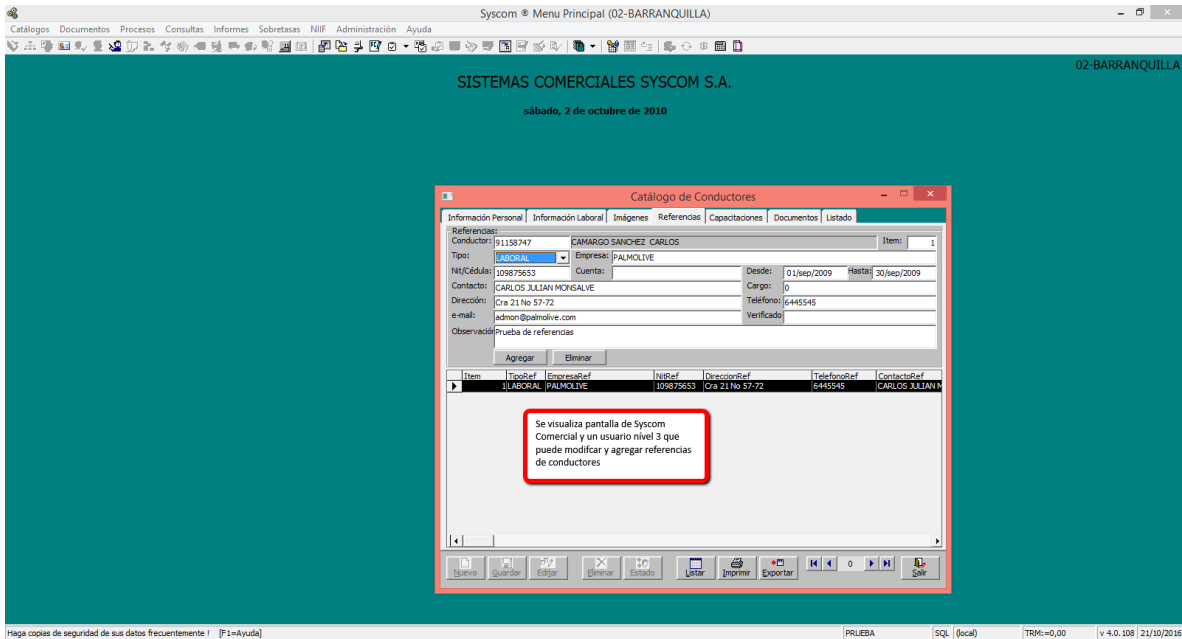 Syscom ® Menu Principal (02-BARRANQUILLA)
Catálogos Documentos Procesos Consultas Informes Sobretasas NIIF Administración Ayuda
02-BARRANQUILLA
SISTEMAS COMERCIALES SYSCOM S.A.
sábado, 2 de octubre de 2010
Catálogo de Conductores
Información Personal Información Laboral Imágenes Referencias Capacitaciones Documentos Listado
Referencias:
Conductor: 91158747 CAMARGO SANCHEZ CARLOS Item: 1
Tipo: LABORAL Empresa: PALMOLIVE
Nit/Cédula: 109875653 Cuenta: Desde: 01/sep/2009 Hasta: 30/sep/2009
Contacto: CARLOS JULIAN MONSALVE Cargo: 0
Dirección: Cra 21 No 57-72 Teléfono: 6445545
e-mail: admon@palmolive.com Verificado
Observación Prueba de referencias
Agregar Eliminar
Item TipoRef EmpresaRef NitRef DireccionRef TelefonoRef ContactoRef
1 LABORAL PALMOLIVE 109875653 Cra 21 No 57-72 6445545 CARLOS JULIAN M
Se visualiza pantalla de Syscom
Comercial y un usuario nível 3 que
puede modifcar y agregar referencias
de conductores
Nuevo Guardar Editar Eliminar Estado Listar Imprimir Exportar 0 Salir
Haga copias de seguridad de sus datos frecuentemente ! [F1=Ayuda] PRUEBA SQL (local) TRM:=0,00 v 4.0.108 21/10/2016